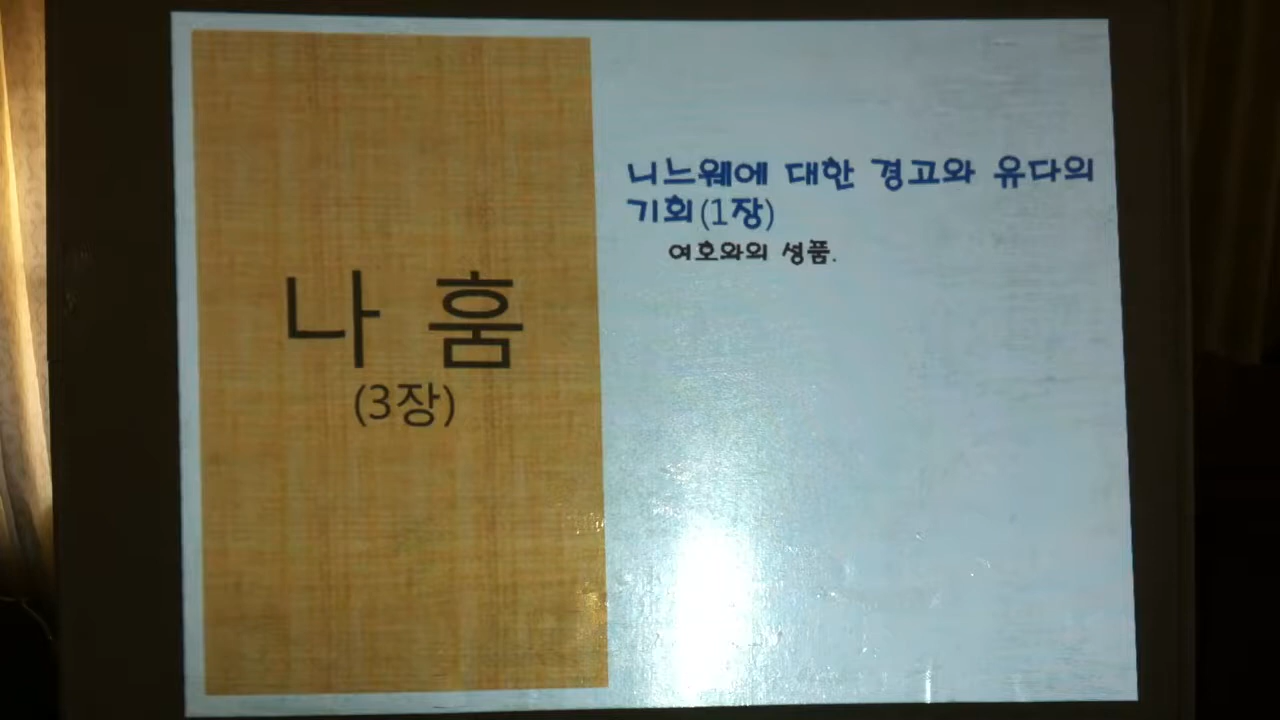 나 훔
(3장)
니느웨에 대한 경고와 유다의
기회(1장)
여호와의 성품.